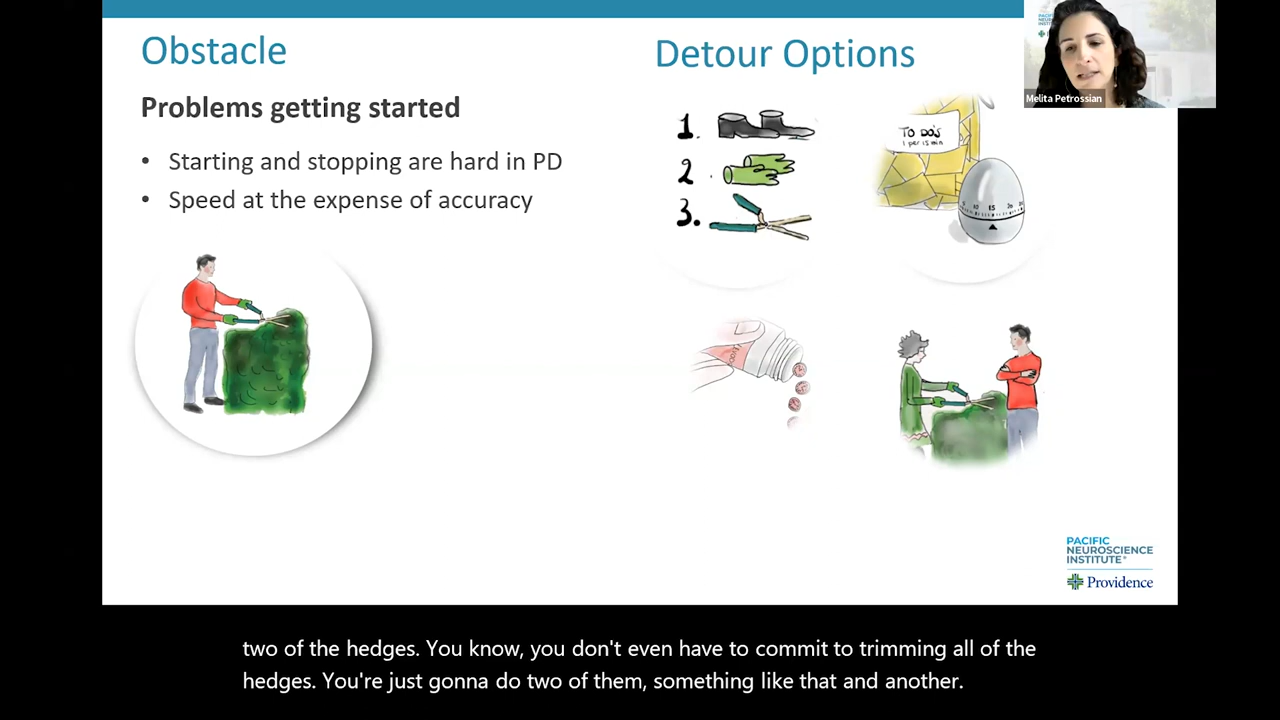 Obstacle
Detour Options
Problems getting started
• Starting and stopping are hard in PD
• Speed at the expense of accuracy
1.
2.
3.
TO DO's
1 per 15 min
10 15 20
Melita Petrossian
PACIFIC
NEUROSCIENCE
INSTITUTE®
Providence
two of the hedges. You know, you don't even have to commit to trimming all of the
hedges. You're just gonna do two of them, something like that and another.